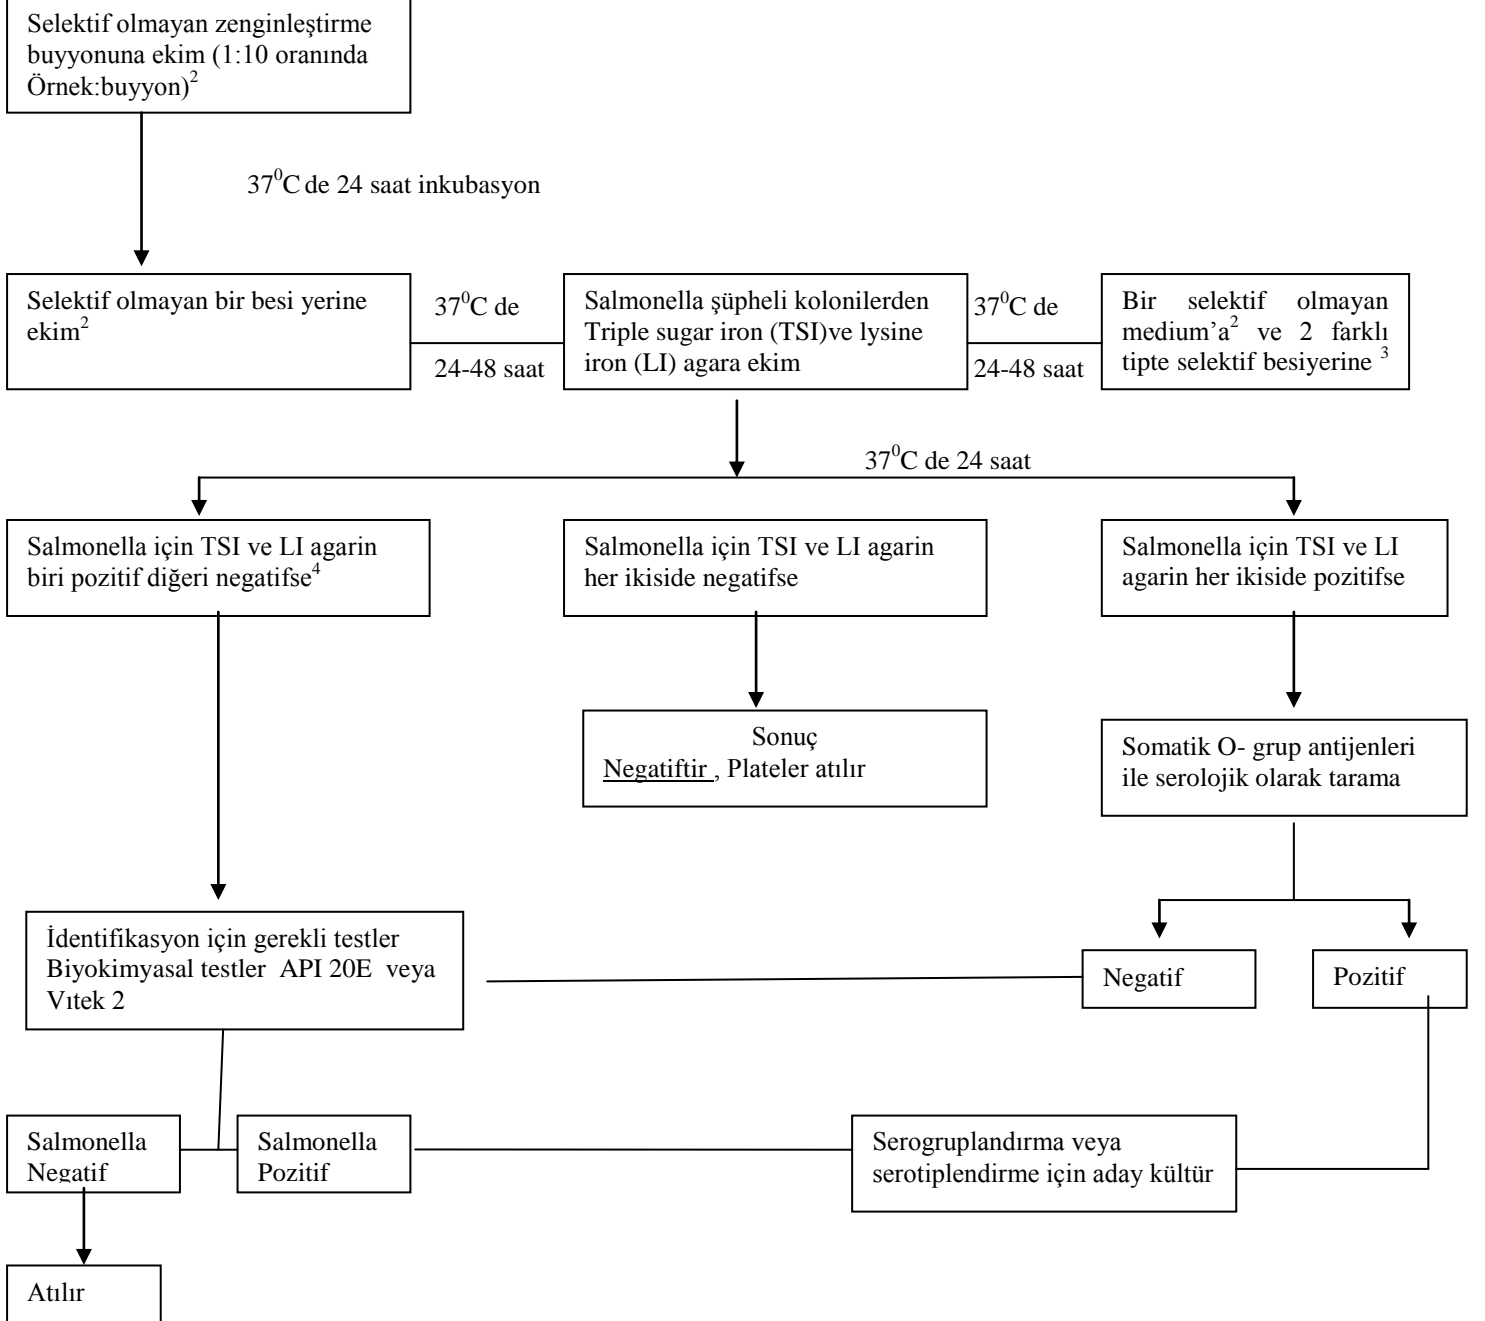 Selektif olmayan zenginleştirme
buyyonuna ekim (1:10 oranında
Örnek:buyyon)2
37⁰C de 24 saat inkubasyon
Selektif olmayan bir besi yerine
ekim2
37⁰C de
24-48 saat
Salmonella şüpheli kolonilerden
Triple sugar iron (TSI)ve lysine
iron (LI) agara ekim
37⁰C de
24-48 saat
Bir selektif olmayan
medium’a2 ve 2 farklı
tipte selektif besiyerine 3
37⁰C de 24 saat
Salmonella için TSI ve LI agarin
biri pozitif diğeri negatifse4
Salmonella için TSI ve LI agarin
her ikiside negatifse
Salmonella için TSI ve LI
agarin her ikiside pozitifse
Sonuç
Negatiftir , Plateler atılır
Somatik O- grup antijenleri
ile serolojik olarak tarama
İdentifikasyon için gerekli testler
Biyokimyasal testler API 20E veya
Vıtek 2
Negatif
Pozitif
Salmonella
Negatif
Salmonella
Pozitif
Serogruplandırma veya
serotiplendirme için aday kültür
Atılır